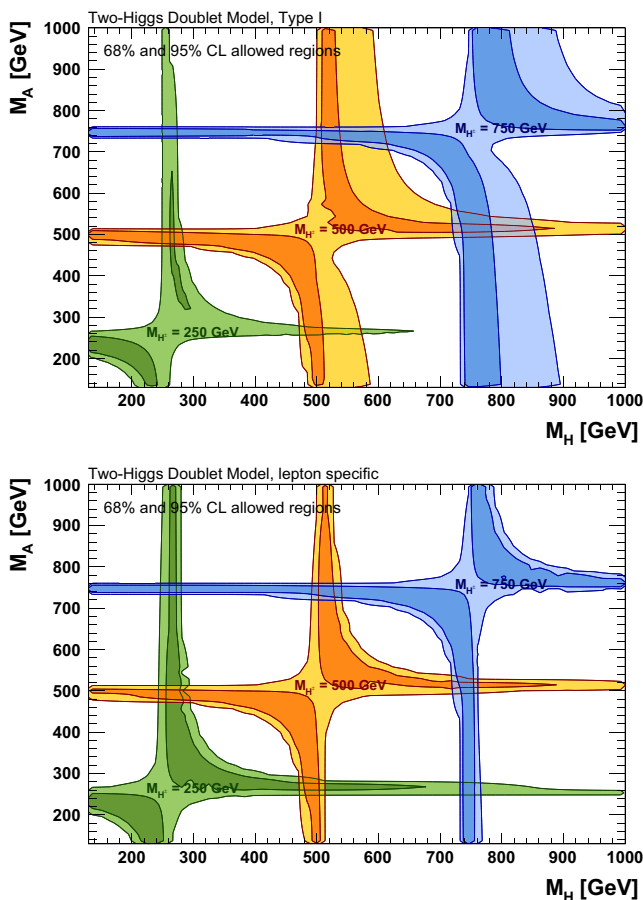 Two-Higgs Doublet Model, Type I
68% and 95% CL allowed regions
M_A [GeV]
1000
900
800
700
600
500
400
300
200
M_H± = 750 GeV
M_H± = 500 GeV
M_H± = 250 GeV
200 300 400 500 600 700 800 900 1000
M_H [GeV]
Two-Higgs Doublet Model, lepton specific
68% and 95% CL allowed regions
M_A [GeV]
1000
900
800
700
600
500
400
300
200
M_H± = 750 GeV
M_H± = 500 GeV
M_H± = 250 GeV
200 300 400 500 600 700 800 900 1000
M_H [GeV]